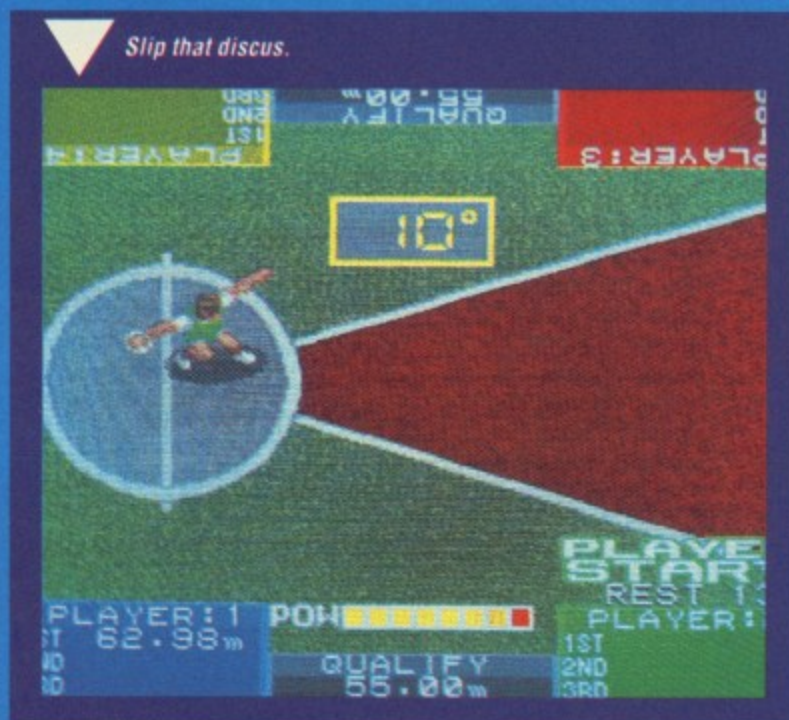 Slip that discus.
3RD
2ND
1ST
PLAYER:4
55.00m
QUALIFY
PLAYER:3
10°
START
REST
PLAYER:1
62.98m
POW
PLAYER:
1ST
2ND
3RD
QUALIFY
55.00m